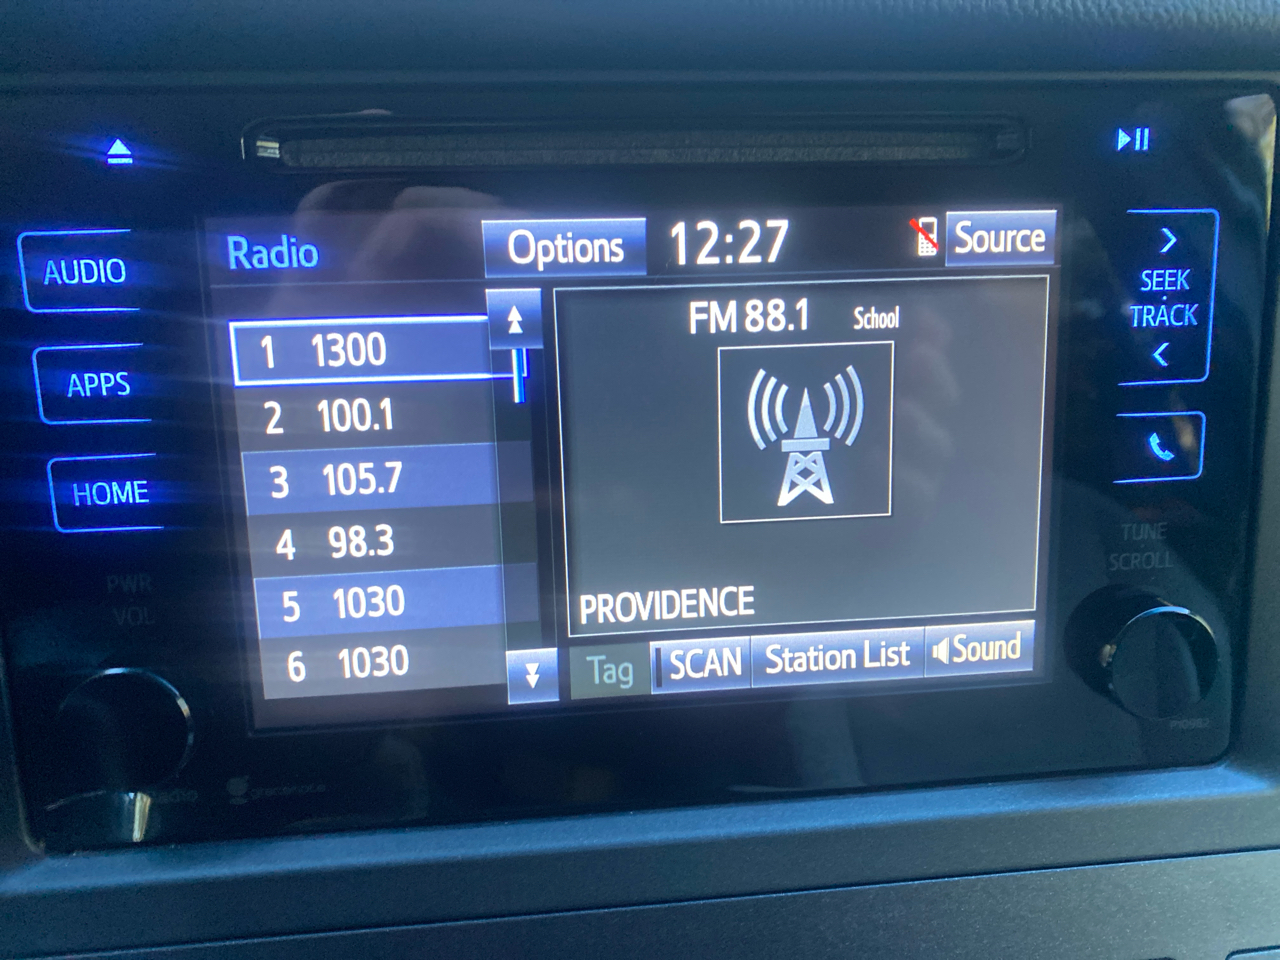 Radio
Options
12:27
Source
AUDIO
APPS
HOME
PWR
VOL
1 1300
2 100.1
3 105.7
4 98.3
5 1030
6 1030
FM 88.1 School
PROVIDENCE
Tag
SCAN
Station List
Sound
SEEK
TRACK
TUNE
SCROLL
gracenote